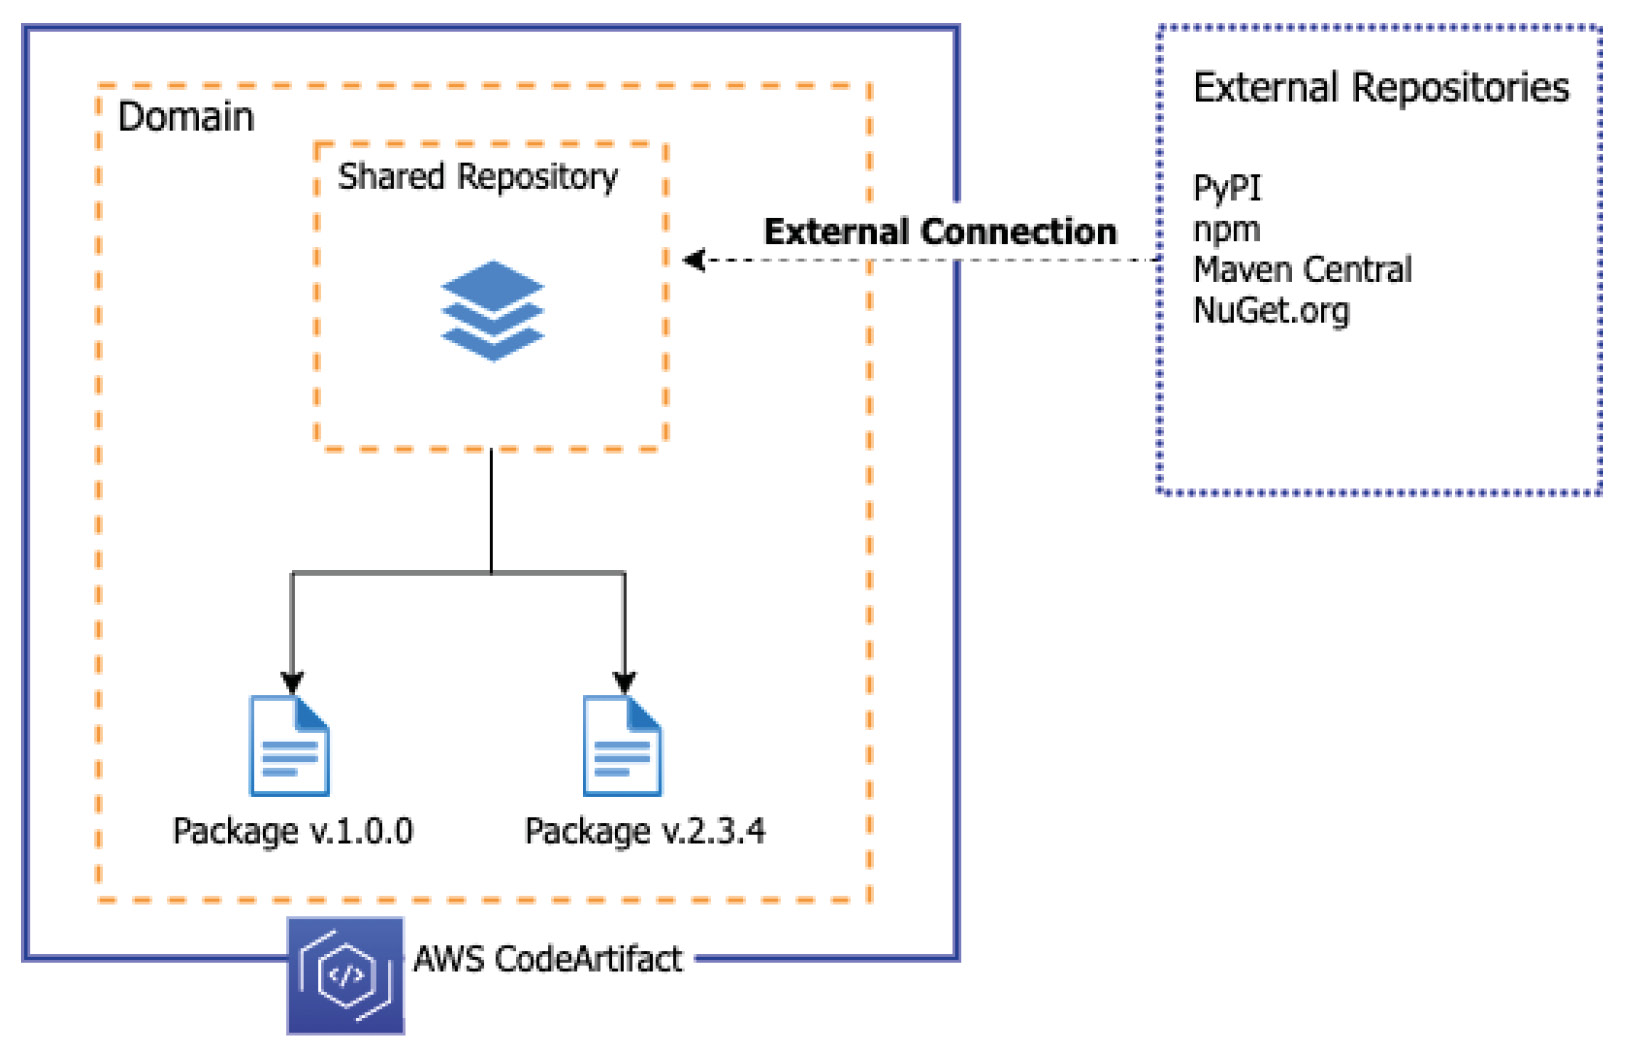 Domain
Shared Repository
External Connection
External Repositories
PyPI
npm
Maven Central
NuGet.org
Package v.1.0.0
Package v.2.3.4
</>
AWS CodeArtifact